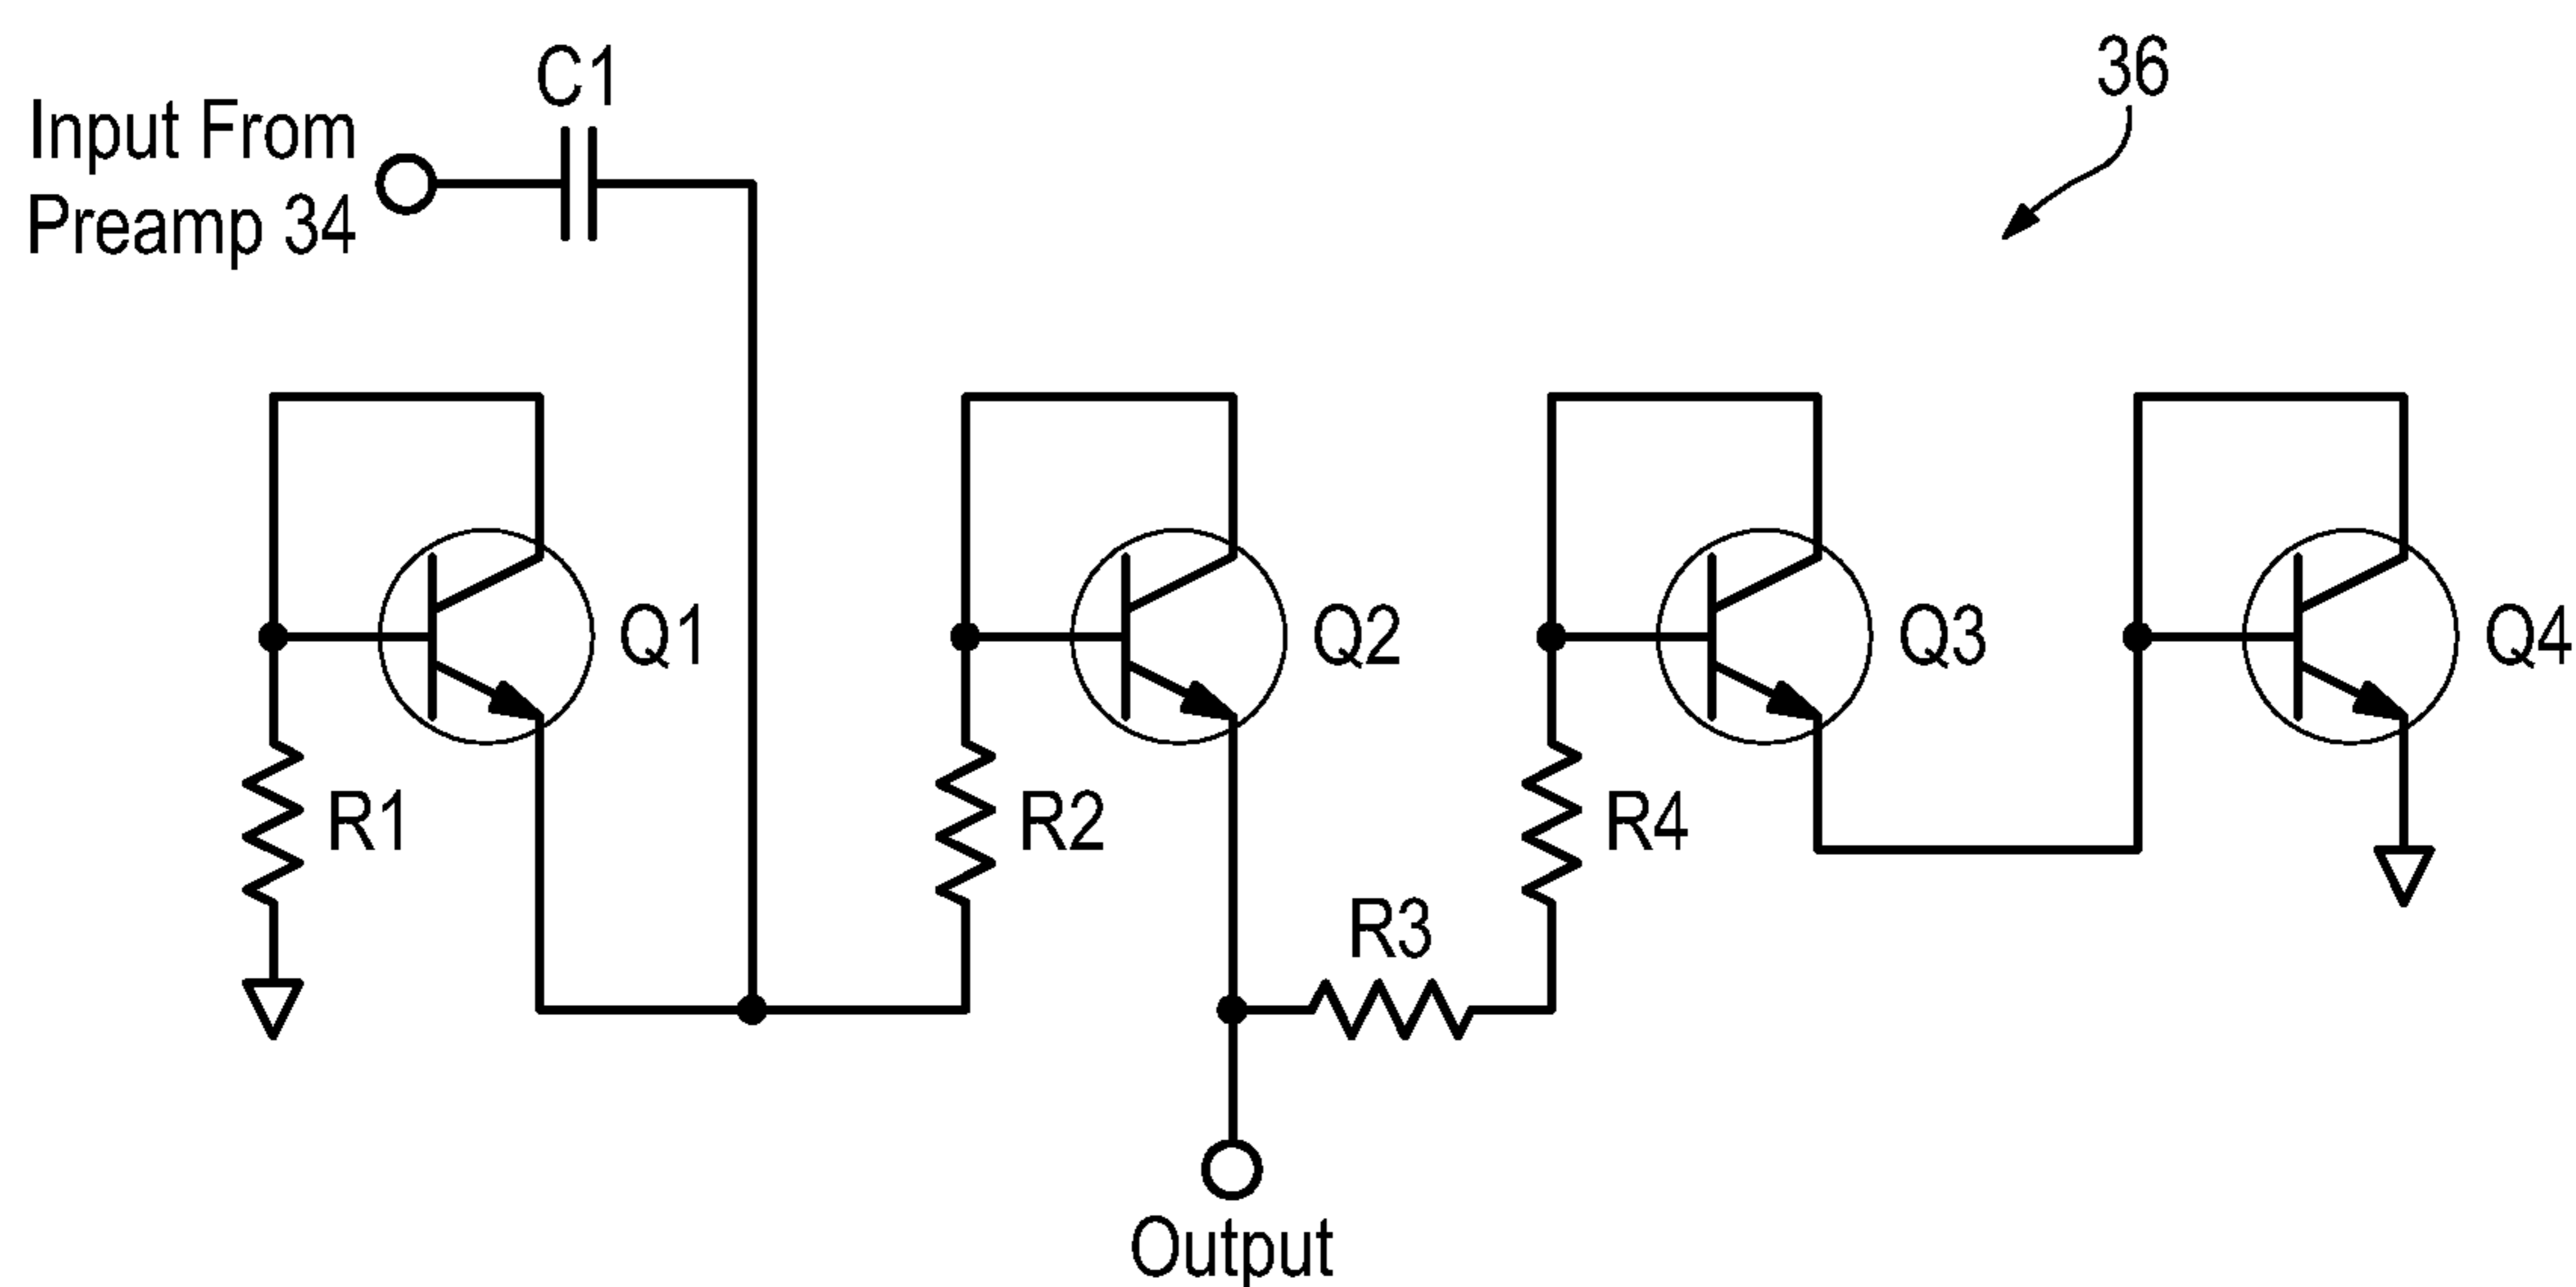 C1
36
Input From
Preamp 34
Q1
Q2
Q3
Q4
R1
R2
R4
R3
Output